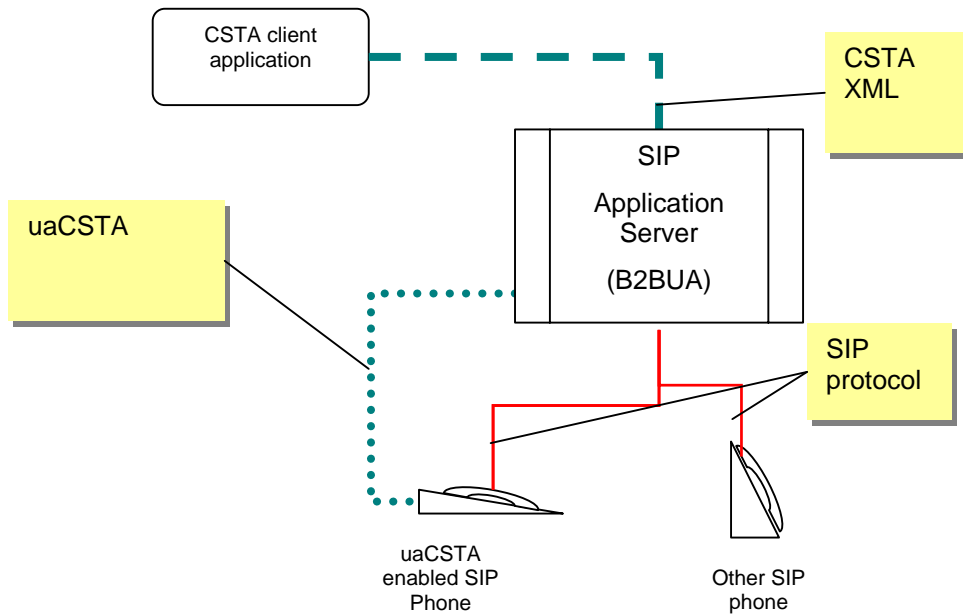 CSTA client
application
CSTA
XML
SIP
Application
Server
(B2BUA)
uaCSTA
SIP
protocol
uaCSTA
enabled SIP
Phone
Other SIP
phone